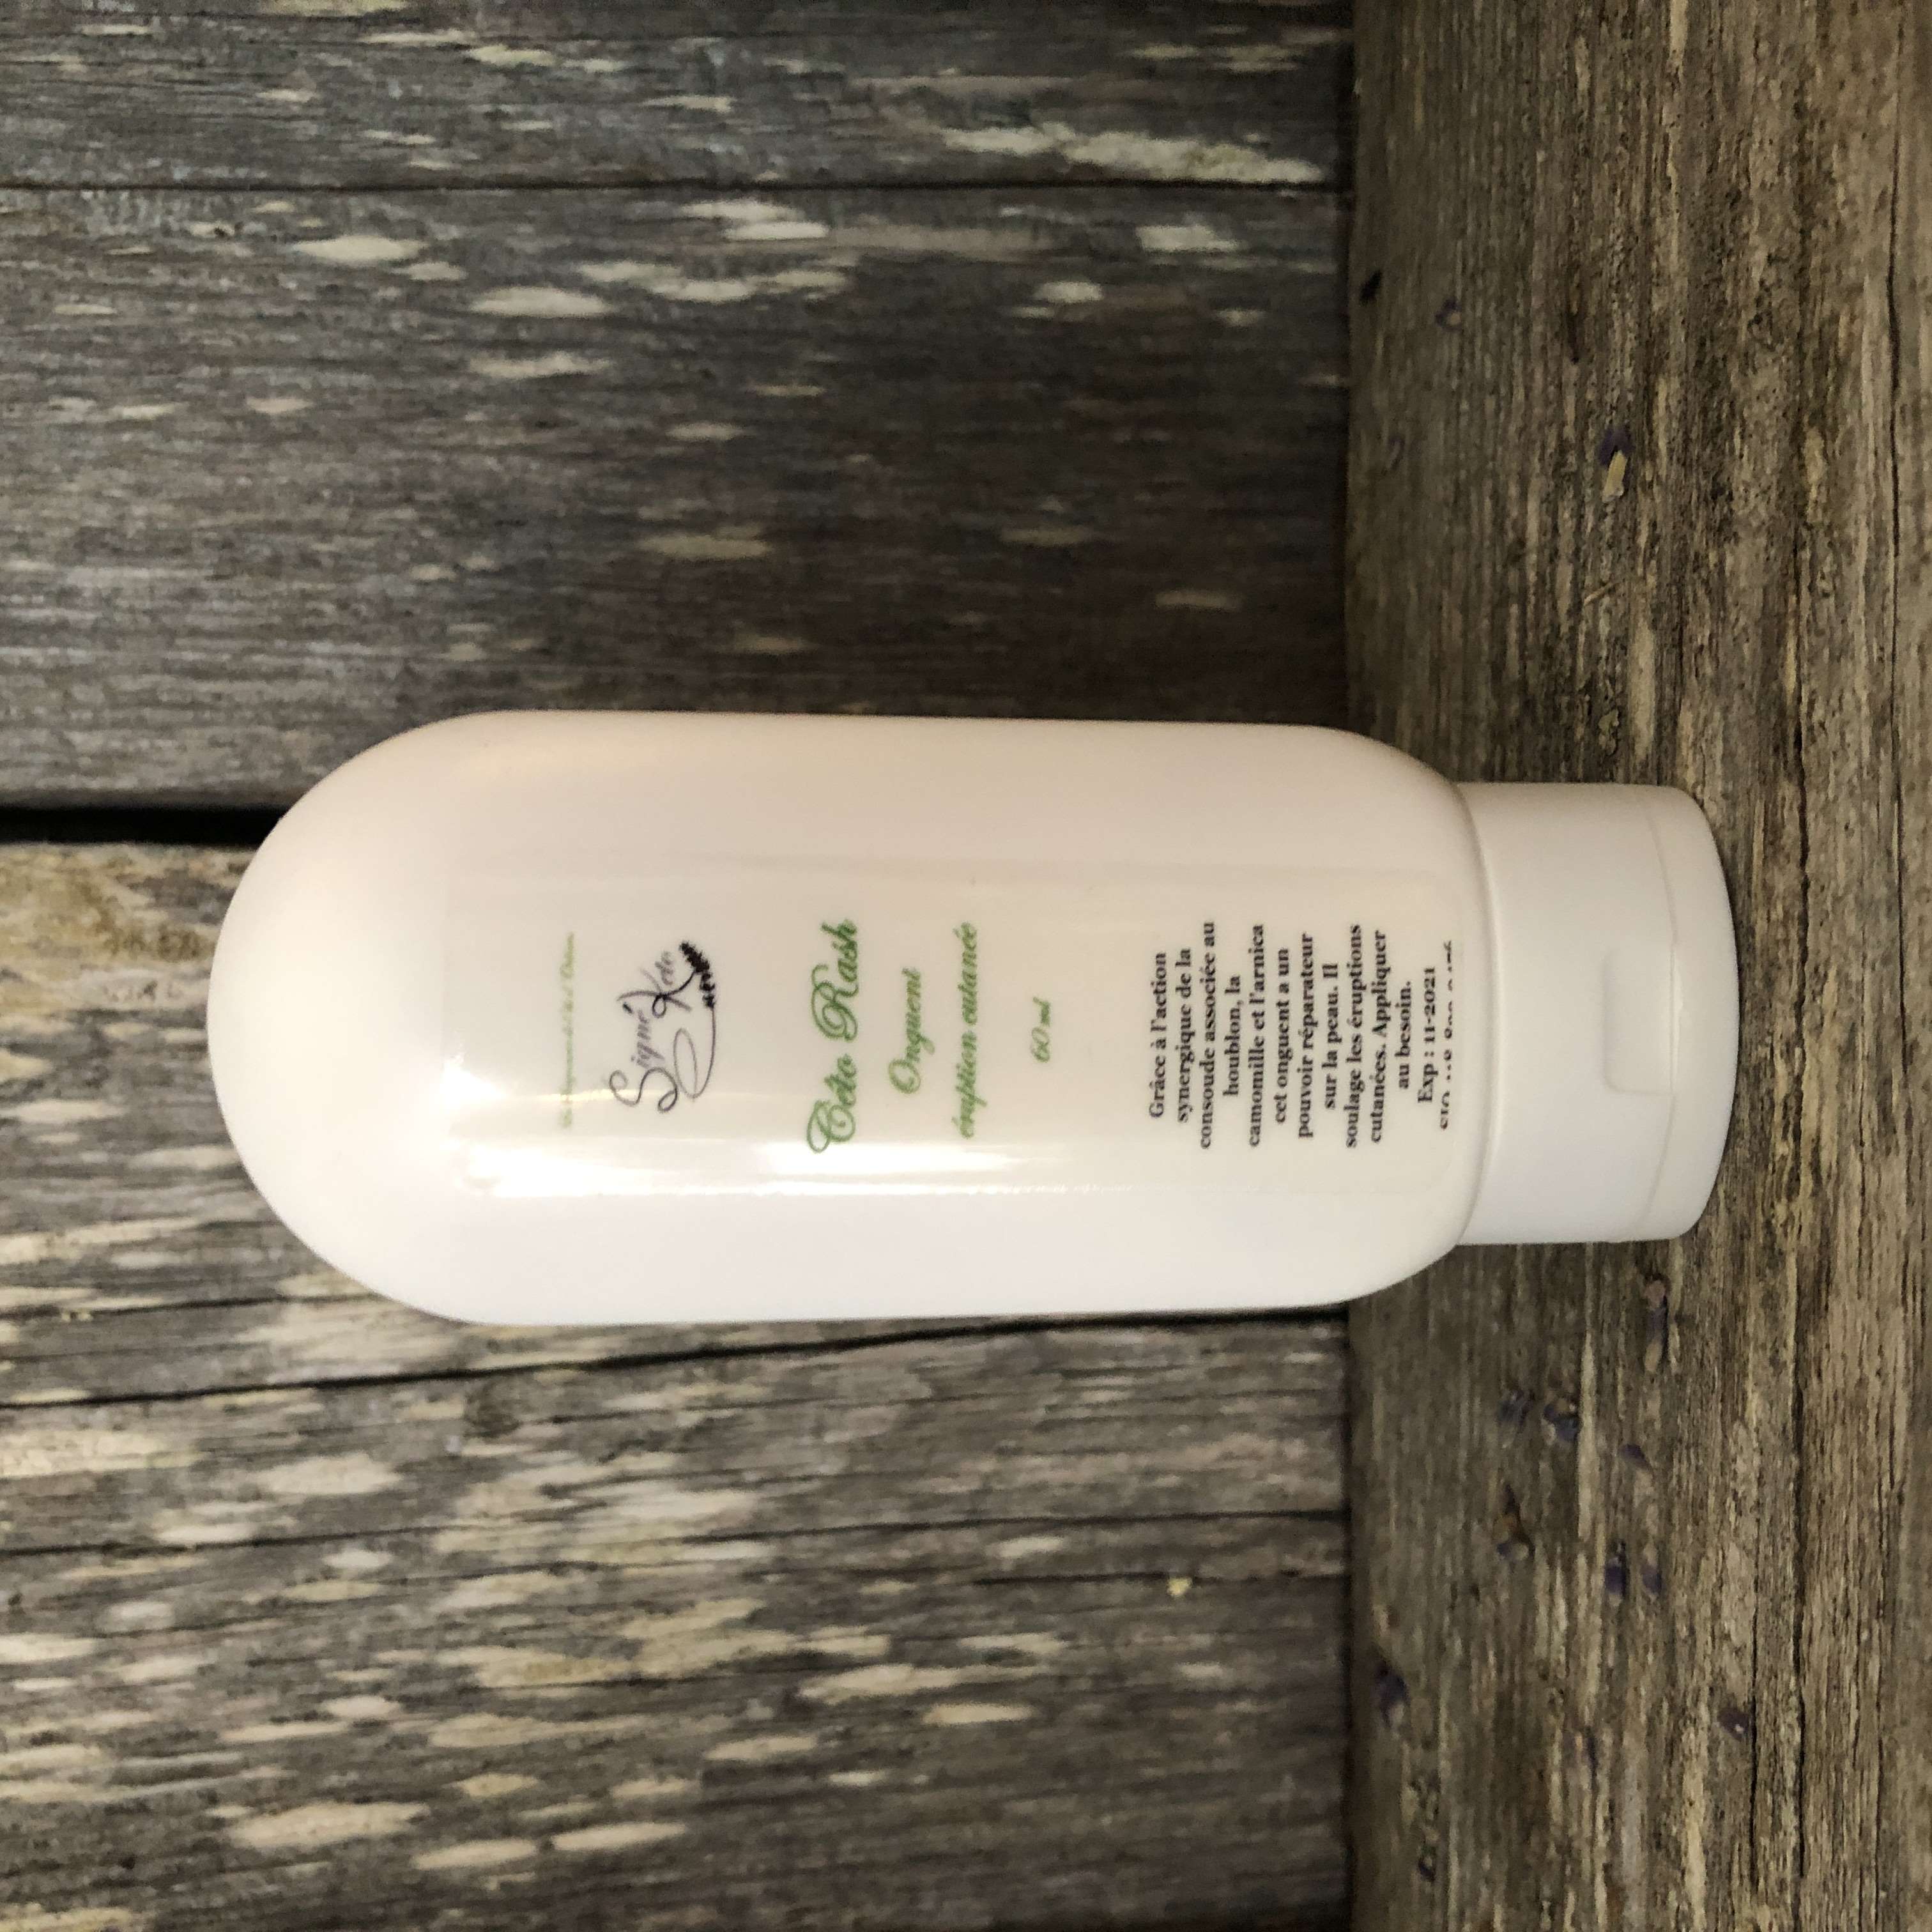 Signé Keto
Céto Rash
Onguent
éruption cutanée
60 ml
Grâce à l'action
synergique de la
consoude associée au
houblon, la
camomille et l'arnica
cet onguent a un
pouvoir réparateur
sur la peau. Il
soulage les éruptions
cutanées. Appliquer
au besoin.
Exp : 11-2021